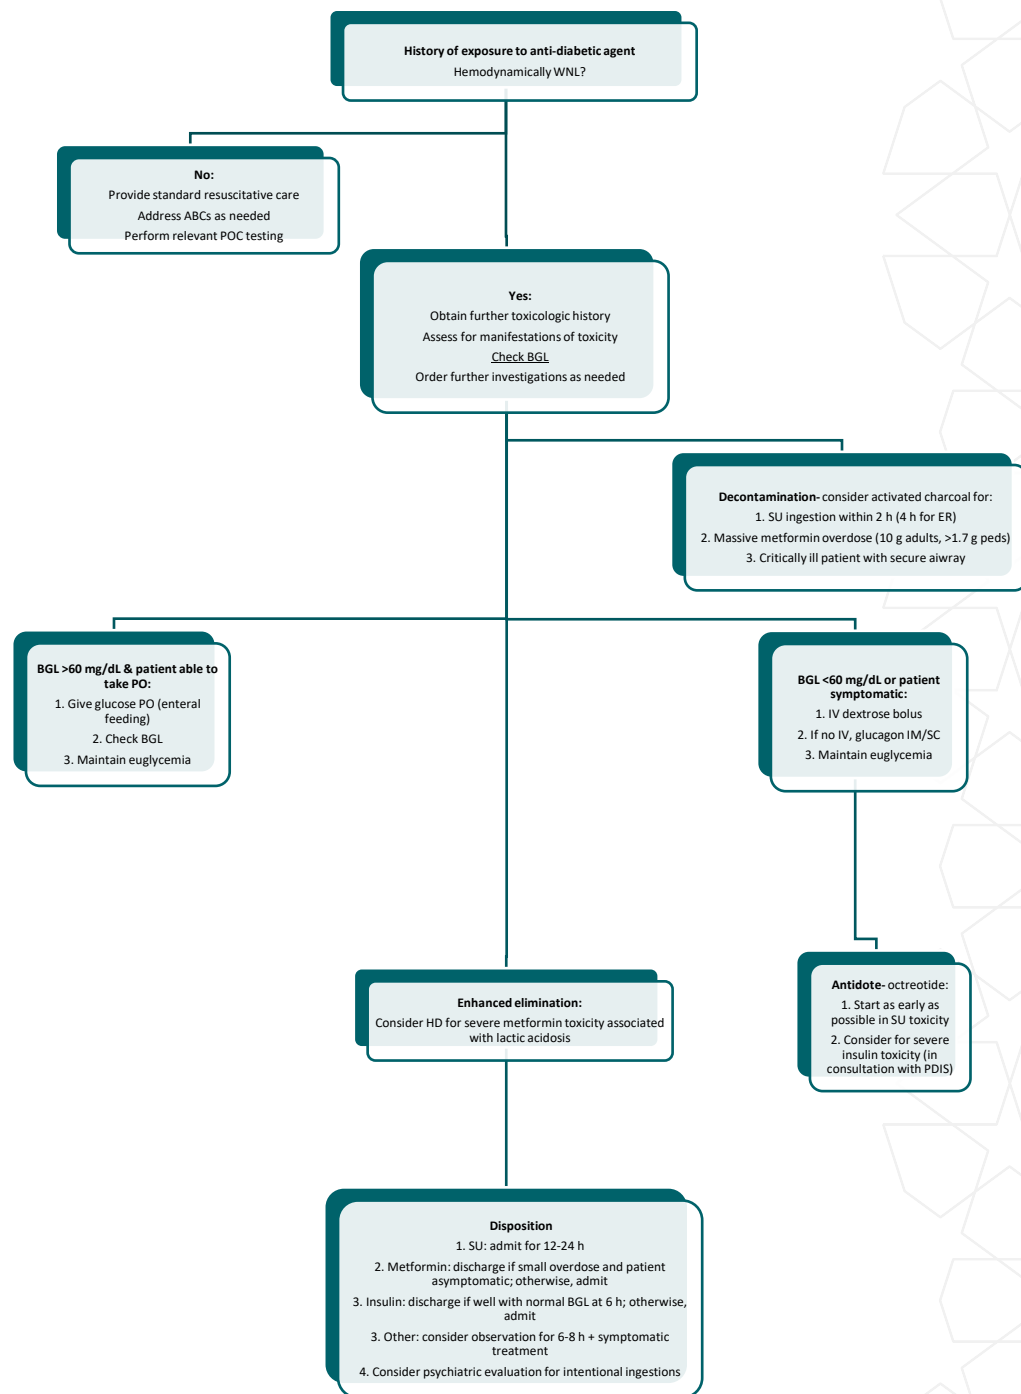 History of exposure to anti-diabetic agent
Hemodynamically WNL?
No:
Provide standard resuscitative care
Address ABCs as needed
Perform relevant POC testing
Yes:
Obtain further toxicologic history
Assess for manifestations of toxicity
Check BGL
Order further investigations as needed
Decontamination- consider activated charcoal for:
1. SU ingestion within 2 h (4 h for ER)
2. Massive metformin overdose (10 g adults, >1.7 g peds)
3. Critically ill patient with secure aiwray
BGL >60 mg/dL & patient able to
take PO:
1. Give glucose PO (enteral
feeding)
2. Check BGL
3. Maintain euglycemia
BGL <60 mg/dL or patient
symptomatic:
1. IV dextrose bolus
2. If no IV, glucagon IM/SC
3. Maintain euglycemia
Antidote- octreotide:
1. Start as early as
possible in SU toxicity
2. Consider for severe
insulin toxicity (in
consultation with PDIS)
Enhanced elimination:
Consider HD for severe metformin toxicity associated
with lactic acidosis
Disposition
1. SU: admit for 12-24 h
2. Metformin: discharge if small overdose and patient
asymptomatic; otherwise, admit
3. Insulin: discharge if well with normal BGL at 6 h; otherwise,
admit
3. Other: consider observation for 6-8 h + symptomatic
treatment
4. Consider psychiatric evaluation for intentional ingestions